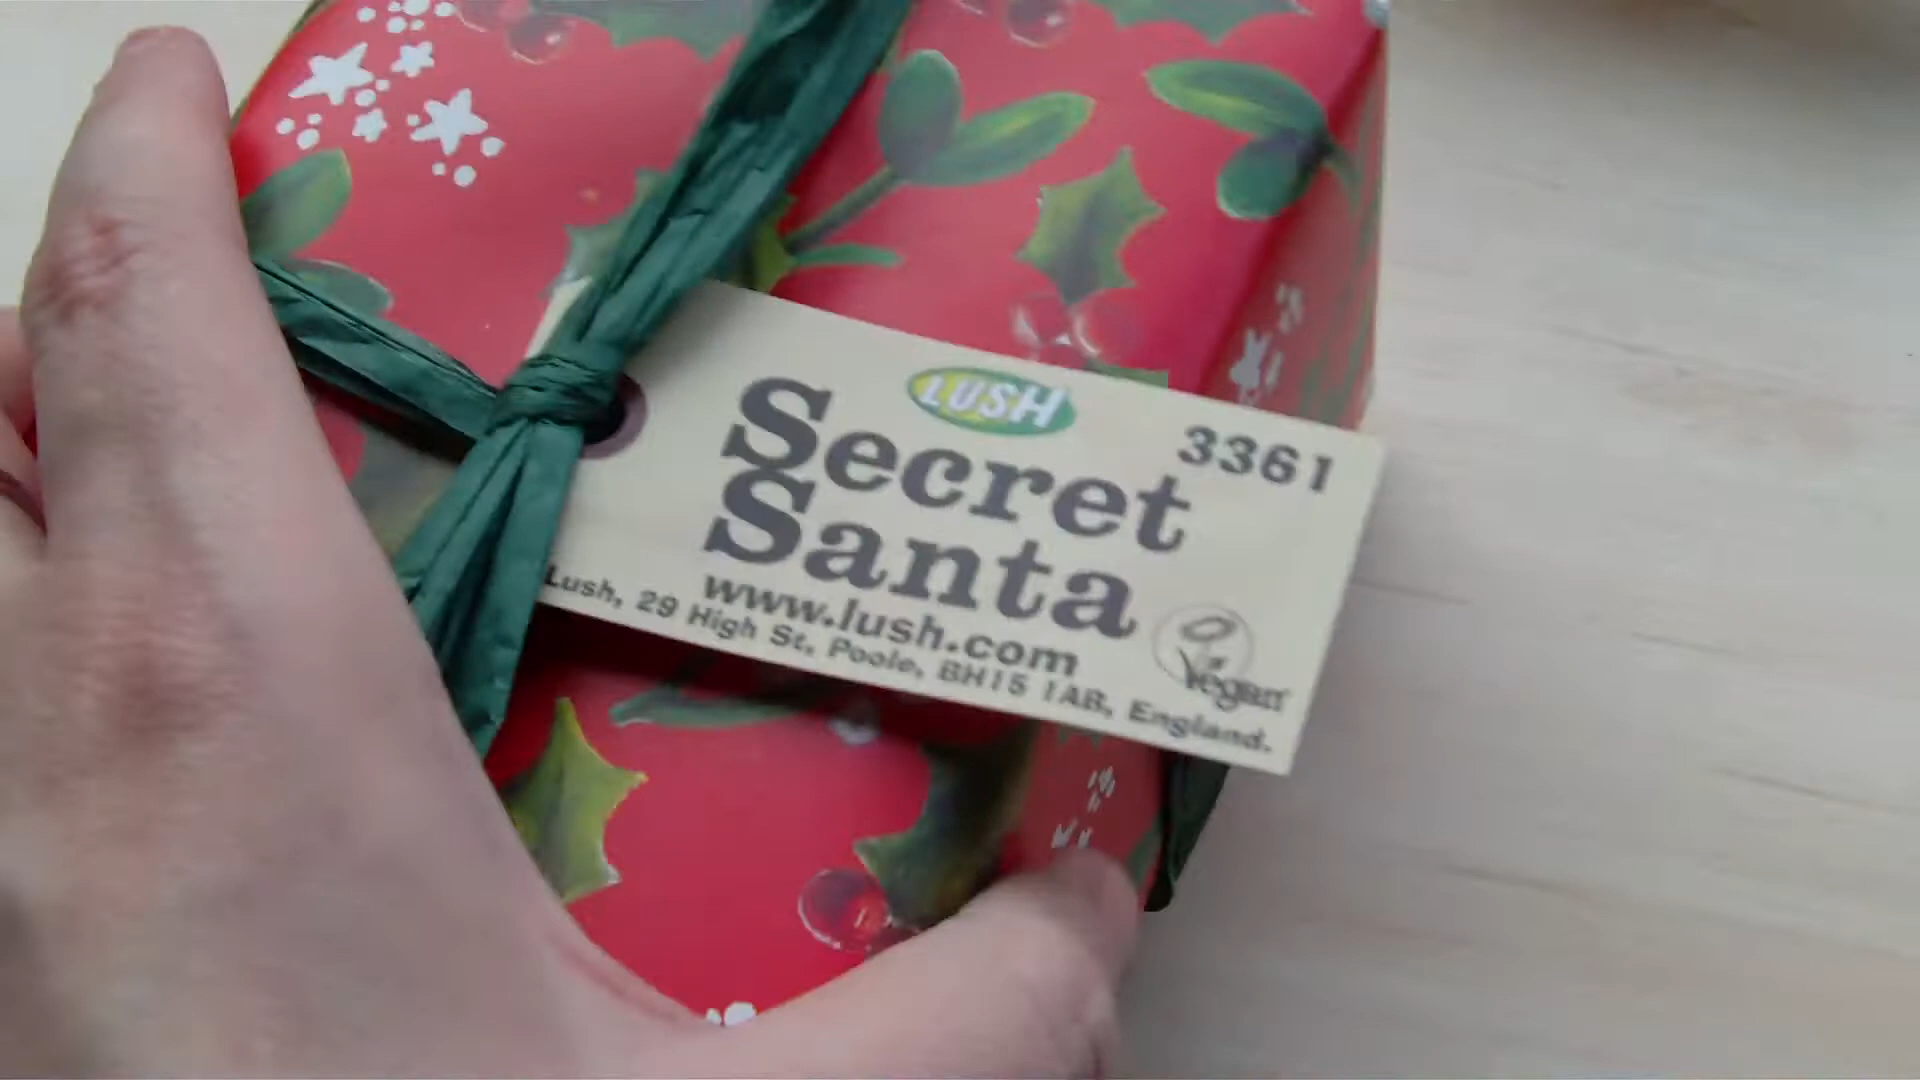 LUSH
3361
Secret
Santa
www.lush.com
Lush, 29 High St, Poole, BH15 1AB, England.
Vegan